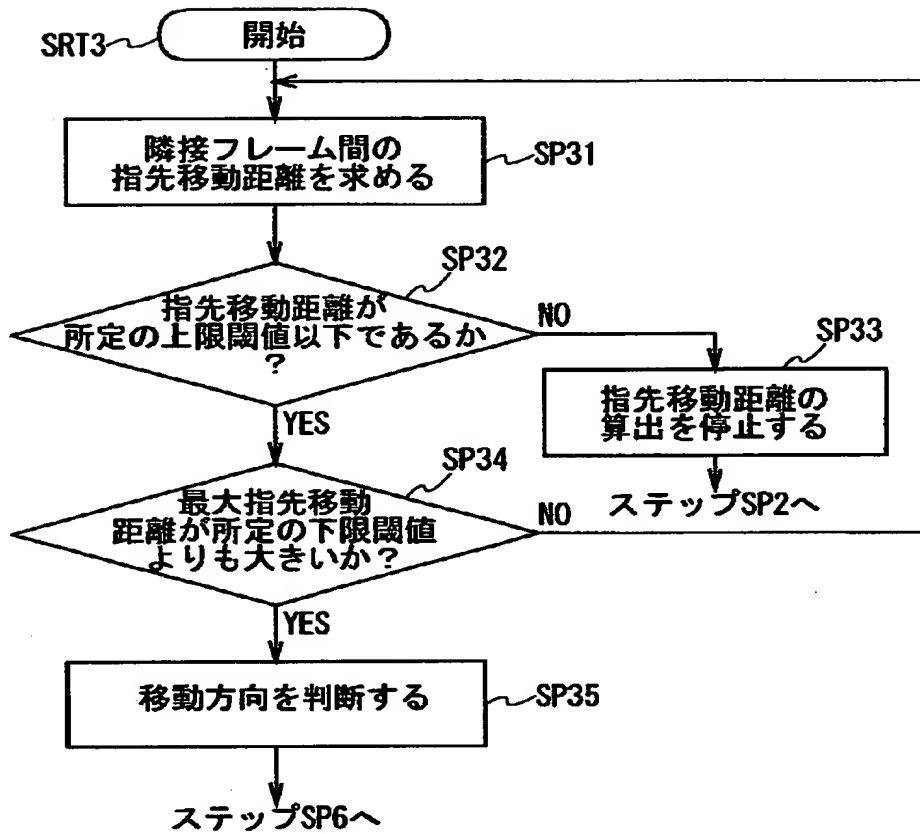 SRT3
開始
隣接フレーム間の
指先移動距離を求める
SP31
SP32
指先移動距離が
所定の上限閾値以下であるか
?
NO
YES
SP33
指先移動距離の
算出を停止する
ステップSP2へ
SP34
最大指先移動
距離が所定の下限閾値
よりも大きいか?
NO
YES
移動方向を判断する
SP35
ステップSP6へ